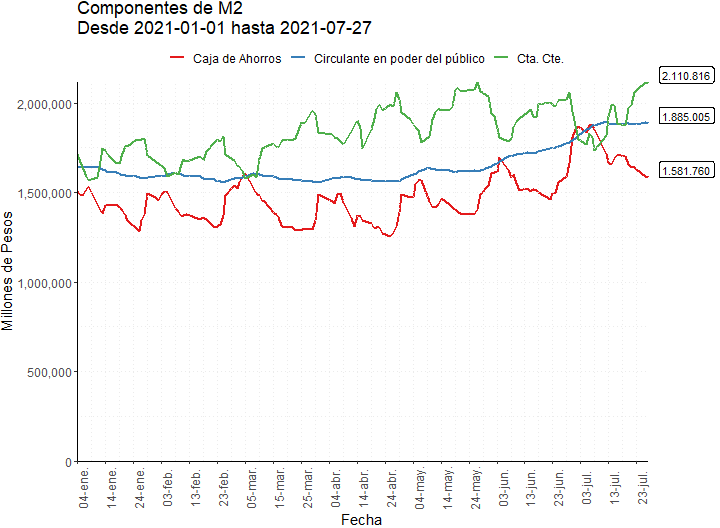 Componentes de M2
Desde 2021-01-01 hasta 2021-07-27
Caja de Ahorros Circulante en poder del público Cta. Cte.
2.110.816
2,000,000
1.885.005
1.581.760
1,500,000
1,000,000
500,000
0
Millones de Pesos
04-ene. 14-ene. 24-ene. 03-feb. 13-feb. 23-feb. 05-mar. 15-mar. 25-mar. 04-abr. 14-abr. 24-abr. 04-may. 14-may. 24-may. 03-jun. 13-jun. 23-jun. 03-jul. 13-jul. 23-jul.
Fecha